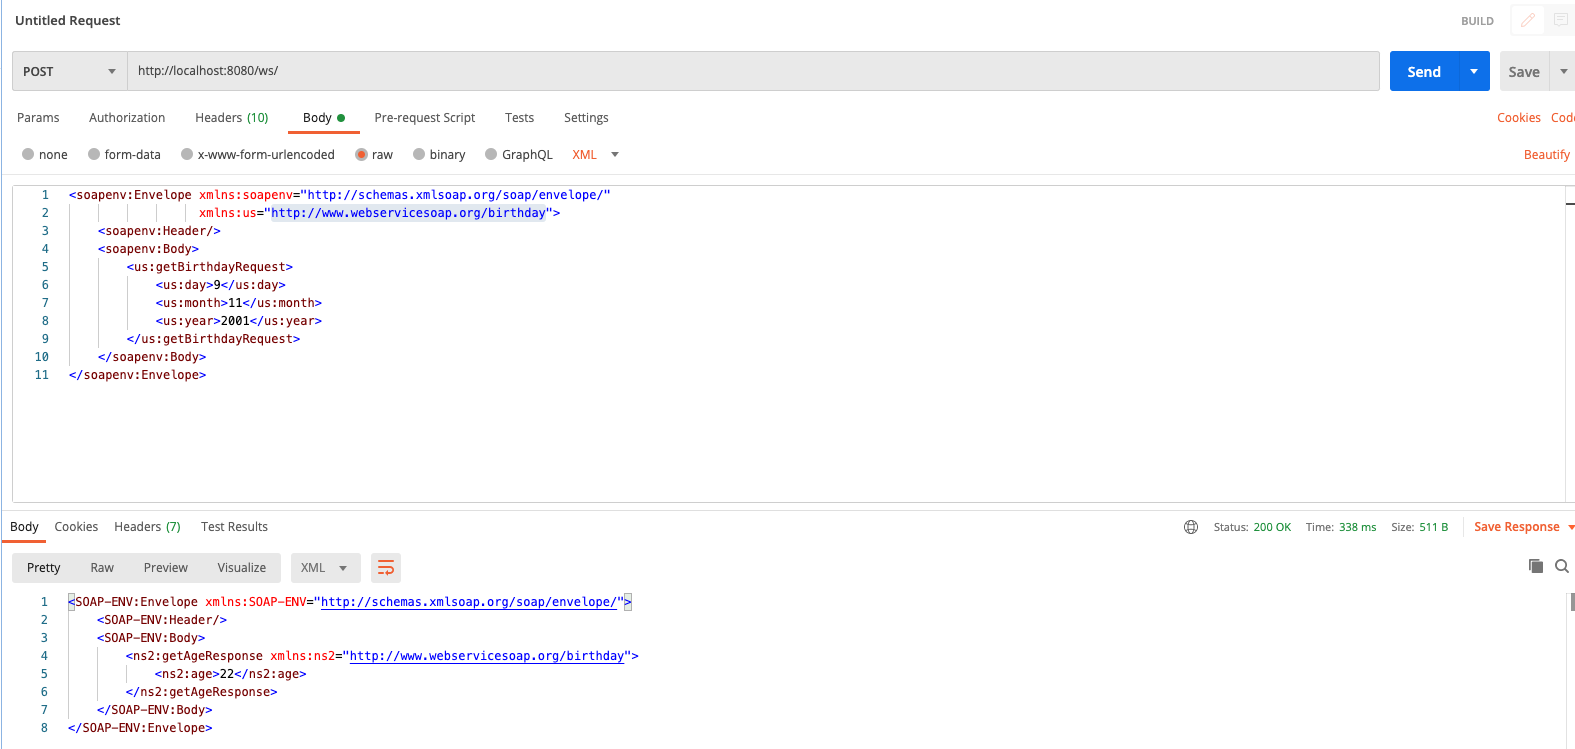 Untitled Request
BUILD
POST
http://localhost:8080/ws/
Send
Save
Params Authorization Headers (10) Body Pre-request Script Tests Settings
Cookies Code
none form-data x-www-form-urlencoded raw binary GraphQL XML
Beautify
1 <soapenv:Envelope xmlns:soapenv="http://schemas.xmlsoap.org/soap/envelope/"
2 xmlns:us="http://www.webservicesoap.org/birthday">
3 <soapenv:Header/>
4 <soapenv:Body>
5 <us:getBirthdayRequest>
6 <us:day>9</us:day>
7 <us:month>11</us:month>
8 <us:year>2001</us:year>
9 </us:getBirthdayRequest>
10 </soapenv:Body>
11 </soapenv:Envelope>
Body Cookies Headers (7) Test Results
Status: 200 OK Time: 338 ms Size: 511 B
Save Response
Pretty Raw Preview Visualize XML
1 <SOAP-ENV:Envelope xmlns:SOAP-ENV="http://schemas.xmlsoap.org/soap/envelope/">
2 <SOAP-ENV:Header/>
3 <SOAP-ENV:Body>
4 <ns2:getAgeResponse xmlns:ns2="http://www.webservicesoap.org/birthday">
5 <ns2:age>22</ns2:age>
6 </ns2:getAgeResponse>
7 </SOAP-ENV:Body>
8 </SOAP-ENV:Envelope>